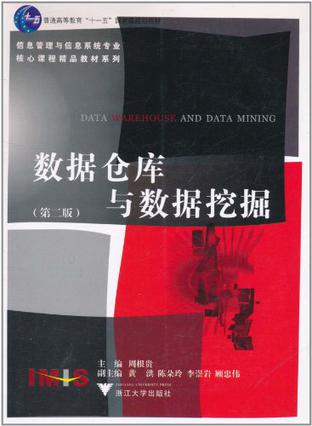 普通高等教育“十一五”国家级规划教材
信息管理与信息系统专业
核心课程精品教材系列
DATA WAREHOUSE AND DATA MINING
数据仓库
与数据挖掘
(第二版)
主编 周根贵
副主编 黄洪 陈朵玲 李澄岩 顾忠伟
IMIS
ZHEJIANG UNIVERSITY PRESS
浙江大学出版社